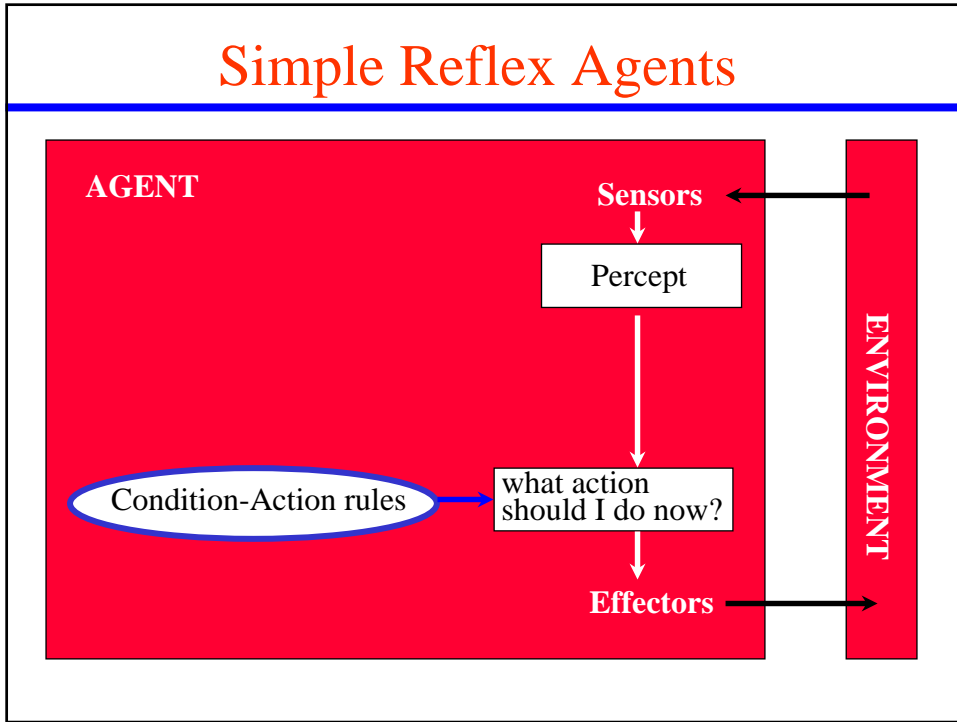 Simple Reflex Agents
AGENT
Sensors
Percept
ENVIRONMENT
Condition-Action rules
what action
should I do now?
Effectors